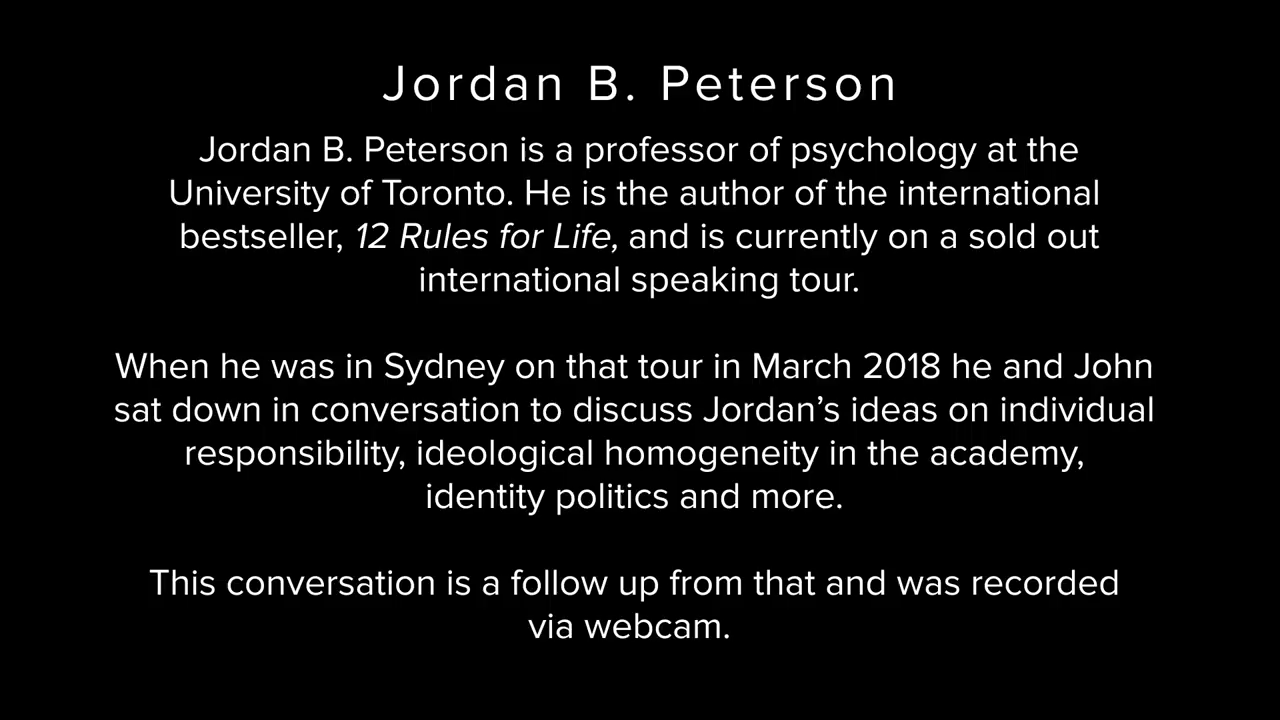 Jordan B. Peterson
Jordan B. Peterson is a professor of psychology at the
University of Toronto. He is the author of the international
bestseller, 12 Rules for Life, and is currently on a sold out
international speaking tour.
When he was in Sydney on that tour in March 2018 he and John
sat down in conversation to discuss Jordan’s ideas on individual
responsibility, ideological homogeneity in the academy,
identity politics and more.
This conversation is a follow up from that and was recorded
via webcam.